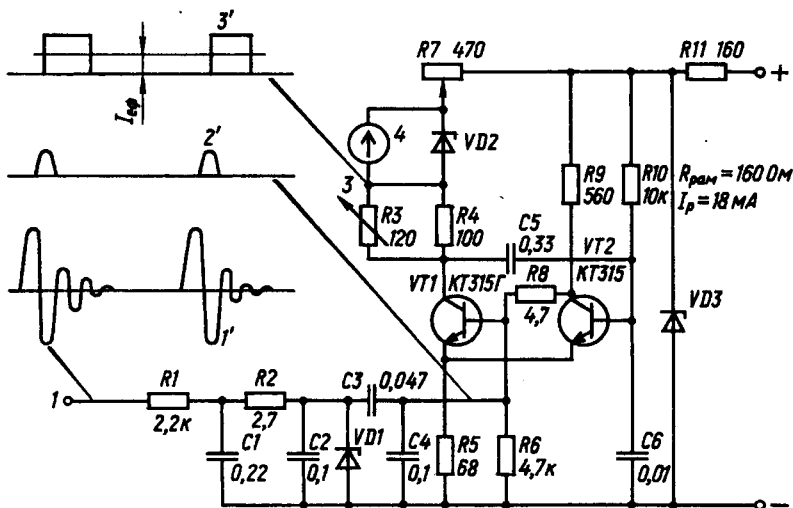 3'
I эф
2'
1'
1
R1
2,2к
C1
0,22
R2
2,7
C2
0,1
VD1
C3
0,047
C4
0,1
R5
68
R6
4,7к
C6
0,01
R7 470
4
VD2
3
R3
120
R4
100
C5
0,33
VT1 КТ315Г
R8
4,7
VT2
КТ315
R9
560
R10
10к
Rрам = 160 Ом
Iр = 18 мА
VD3
R11 160
+
−